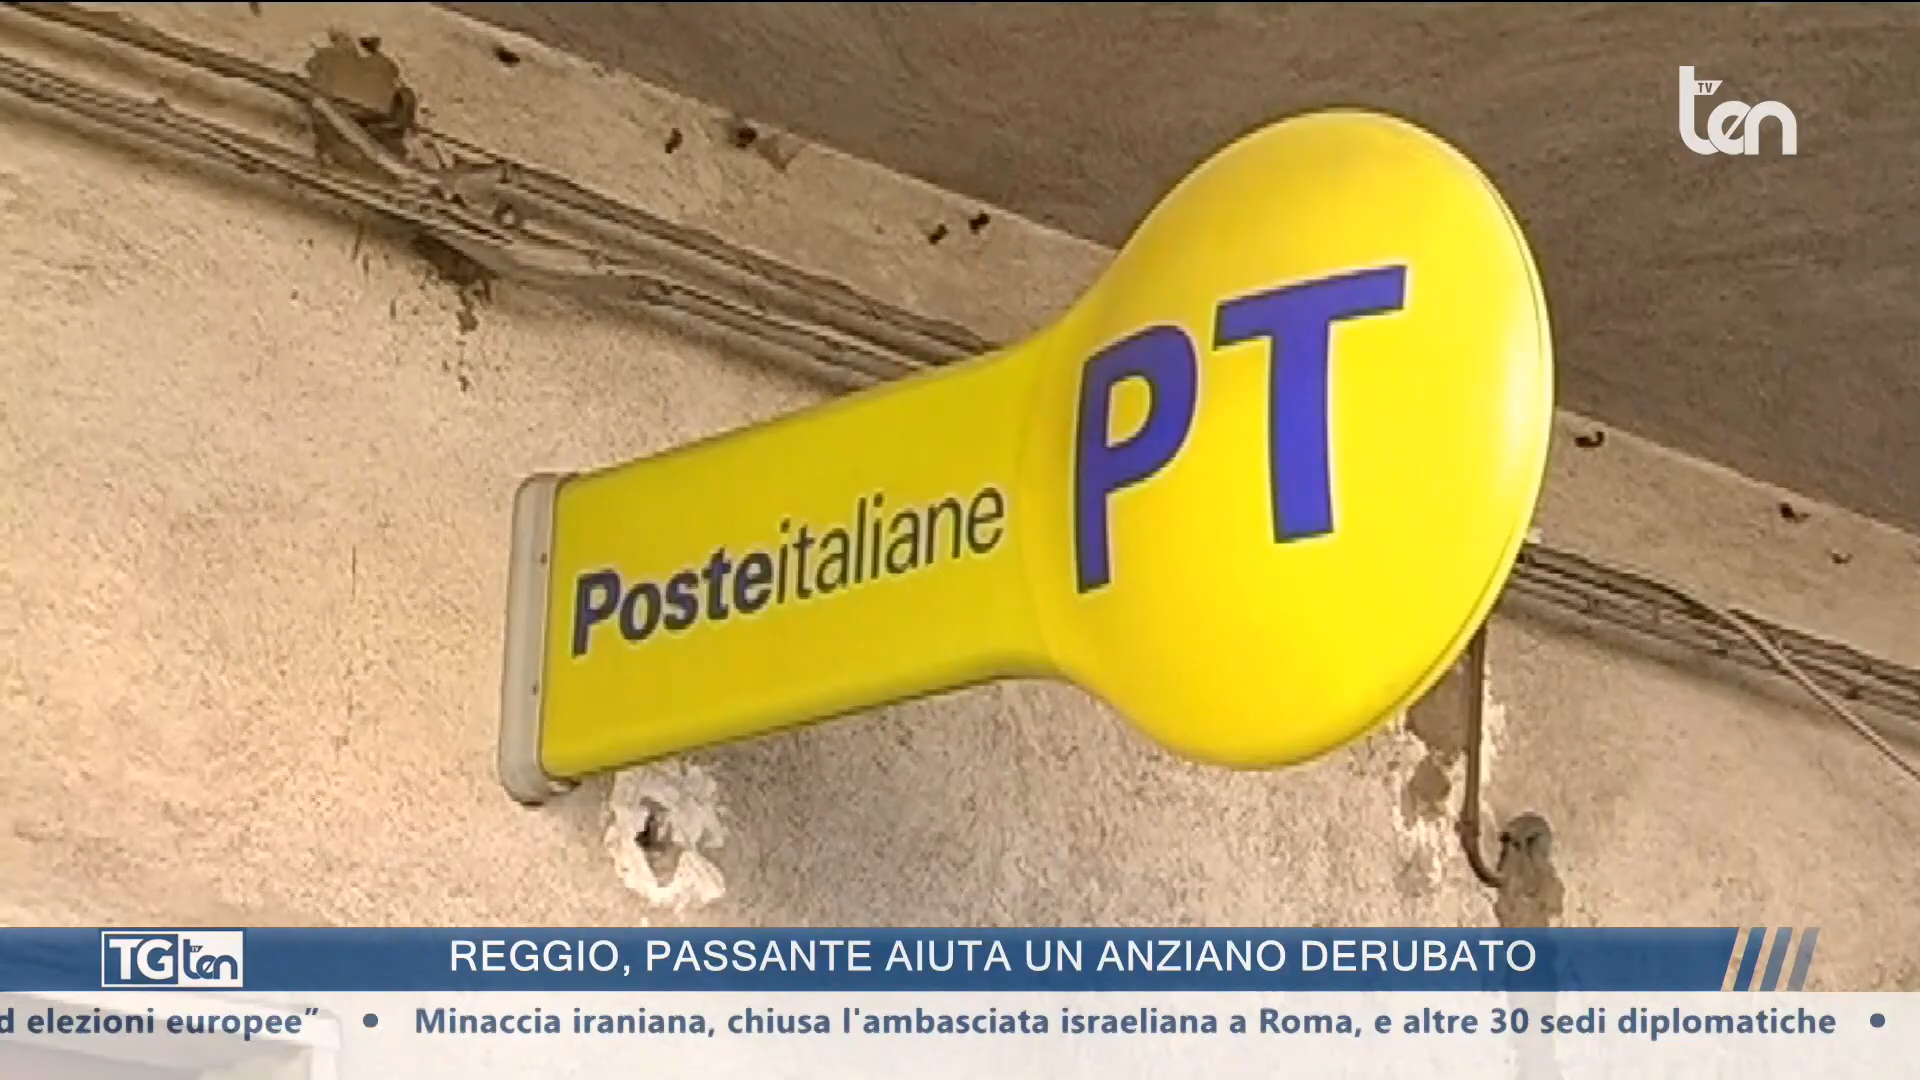 TV
ten
PT
Posteitaliane
TG ten TV
REGGIO, PASSANTE AIUTA UN ANZIANO DERUBATO
d elezioni europee” • Minaccia iraniana, chiusa l'ambasciata israeliana a Roma, e altre 30 sedi diplomatiche •